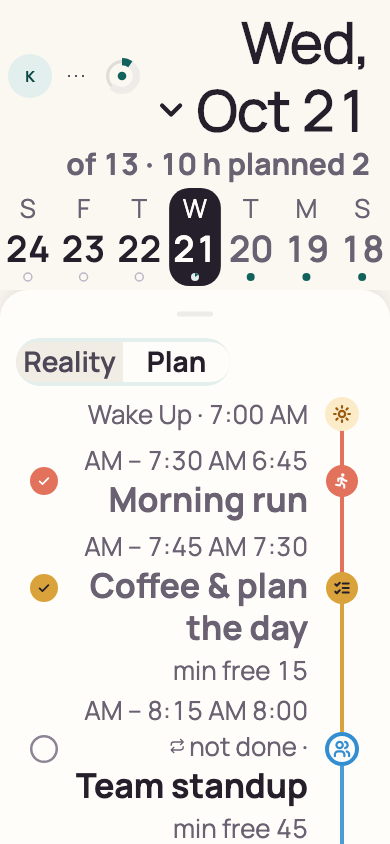 K
Wed,
Oct 21
of 13 · 10 h planned 2
S F T W T M S
24 23 22 21 20 19 18
Reality Plan
Wake Up · 7:00 AM
AM – 7:30 AM 6:45
Morning run
AM – 7:45 AM 7:30
Coffee & plan
the day
min free 15
AM – 8:15 AM 8:00
not done ·
Team standup
min free 45